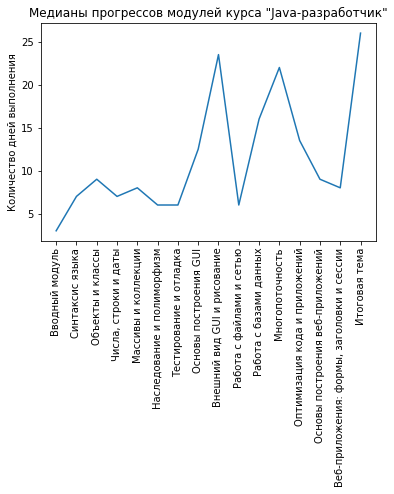 Медианы прогрессов модулей курса "Java-разработчик"
Количество дней выполнения
25
20
15
10
5
Вводный модуль
Синтаксис языка
Объекты и классы
Числа, строки и даты
Массивы и коллекции
Наследование и полиморфизм
Тестирование и отладка
Основы построения GUI
Внешний вид GUI и рисование
Работа с файлами и сетью
Работа с базами данных
Многопоточность
Оптимизация кода и приложений
Основы построения веб-приложений
Веб-приложения: формы, заголовки и сессии
Итоговая тема